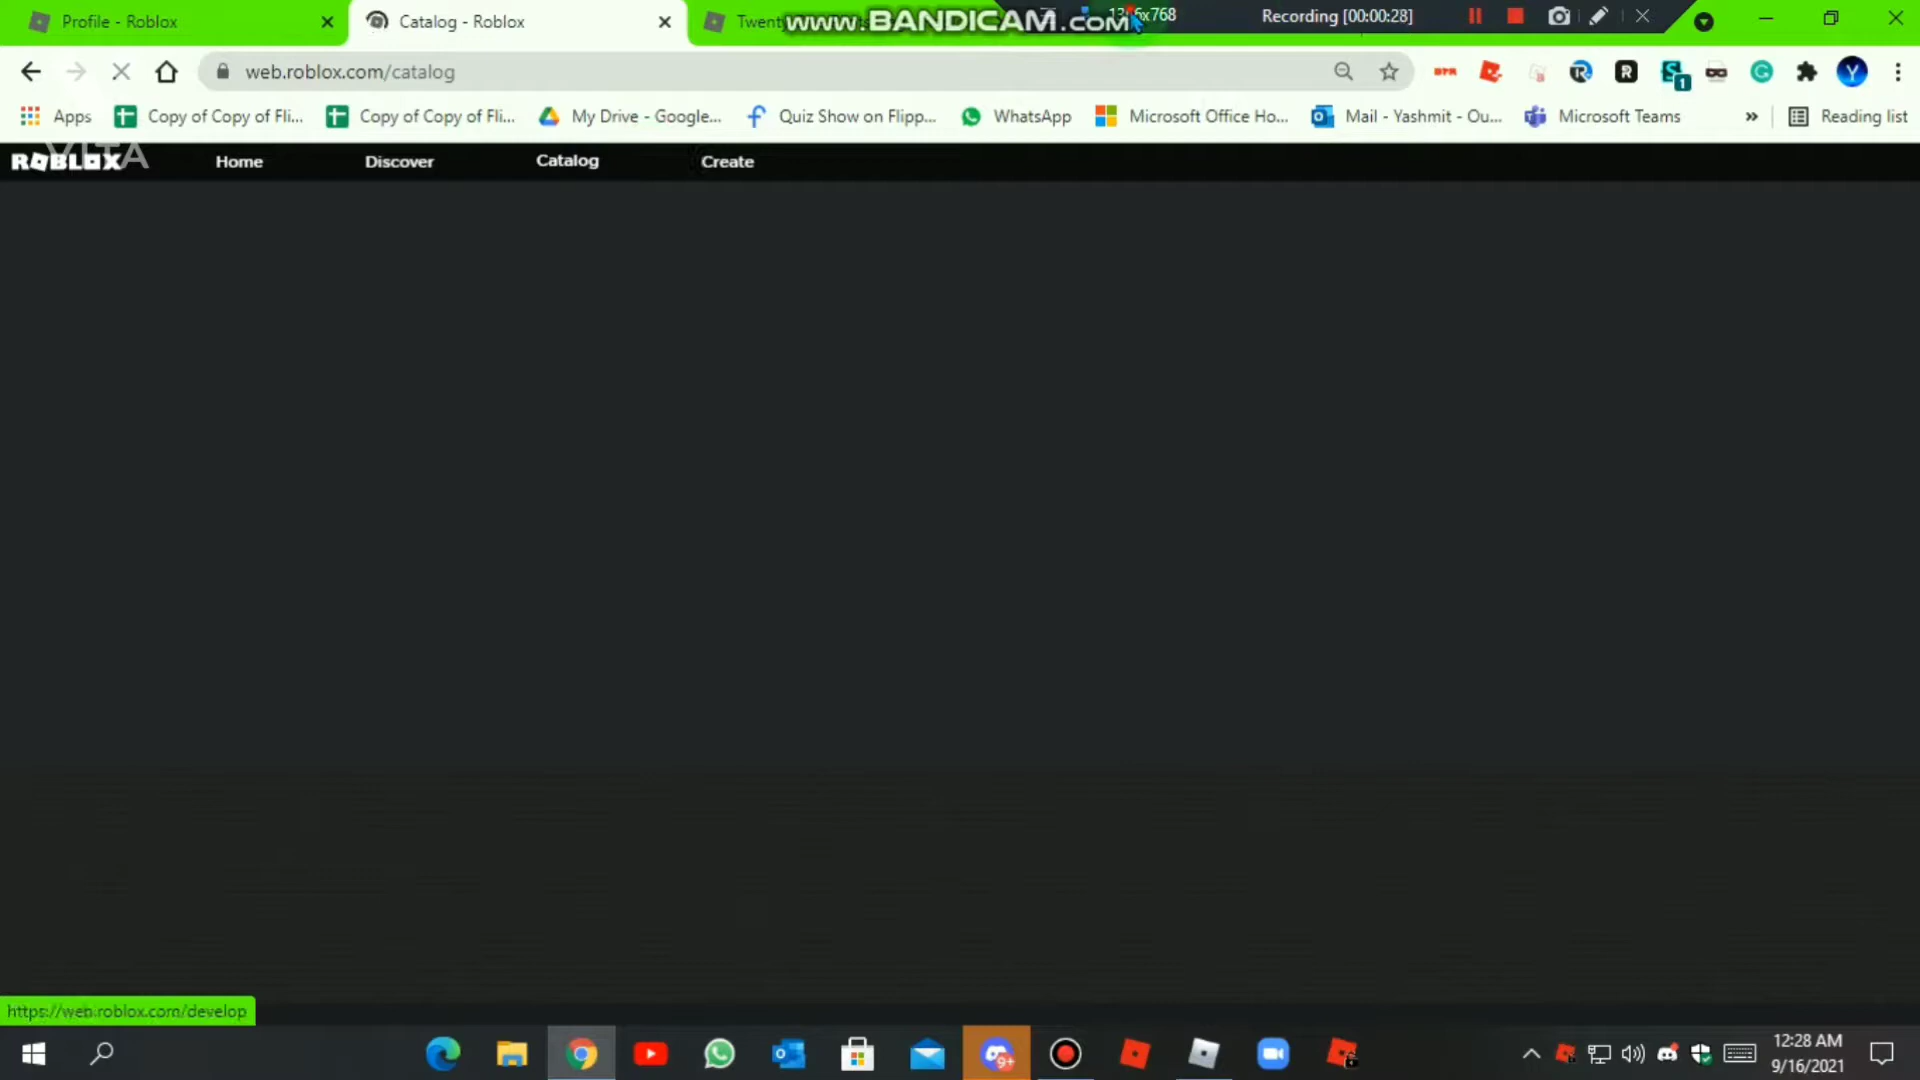 Profile - Roblox
Catalog - Roblox
Twent
www.BANDICAM.com
Recording [00:00:28]
web.roblox.com/catalog
Apps
Copy of Copy of Fli...
Copy of Copy of Fli...
My Drive - Google...
Quiz Show on Flipp...
WhatsApp
Microsoft Office Ho...
Mail - Yashmit - Ou...
Microsoft Teams
»
Reading list
ROBLOX
VITA
Home
Discover
Catalog
Create
https://web.roblox.com/develop
12:28 AM
9/16/2021